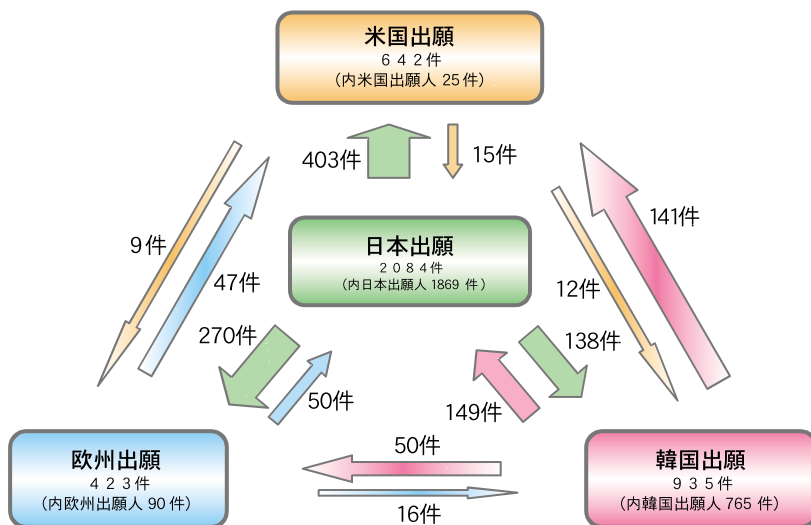 米国出願
642件
（内米国出願人 25件）
403件
15件
9件
47件
141件
12件
日本出願
2084件
（内日本出願人 1869 件）
270件
50件
138件
149件
欧州出願
423件
（内欧州出願人 90 件）
50件
16件
韓国出願
935件
（内韓国出願人 765 件）